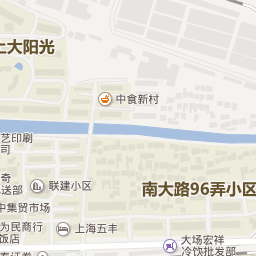 上大阳光
中食新村
艺印刷
司
奇
送部
联建小区
南大路96弄小区
中集贸市场
为民商行
饭店
上海五丰
大场宏祥
冷饮批发部